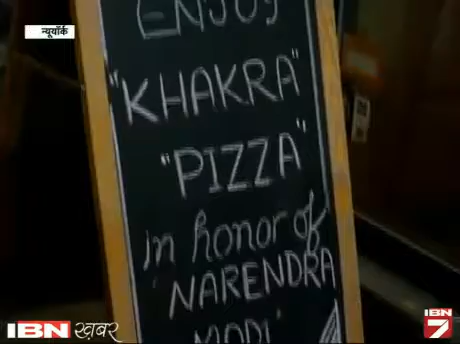 न्यूयॉर्क
ENJOY
"KHAKRA"
"PIZZA"
in honor of
'NARENDRA
MODI'
IBN खबर
IBN
7